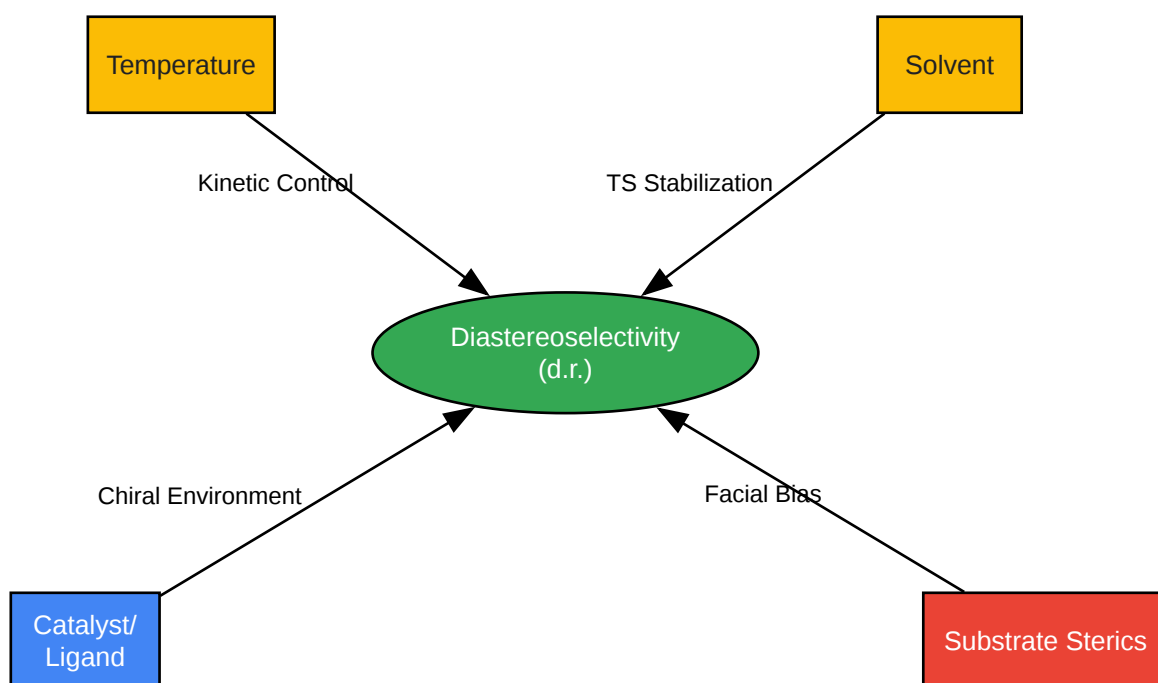 Temperature
Solvent
Kinetic Control
TS Stabilization
Diastereoselectivity
(d.r.)
Chiral Environment
Facial Bias
Catalyst/
Ligand
Substrate Sterics